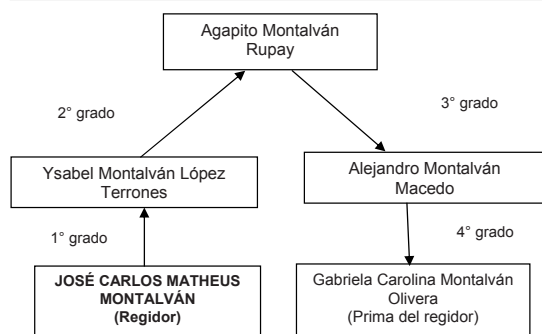 Agapito Montalván
Rupay
2° grado
3° grado
Ysabel Montalván López
Terrones
Alejandro Montalván
Macedo
1° grado
4° grado
JOSÉ CARLOS MATHEUS
MONTALVÁN
(Regidor)
Gabriela Carolina Montalván
Olivera
(Prima del regidor)